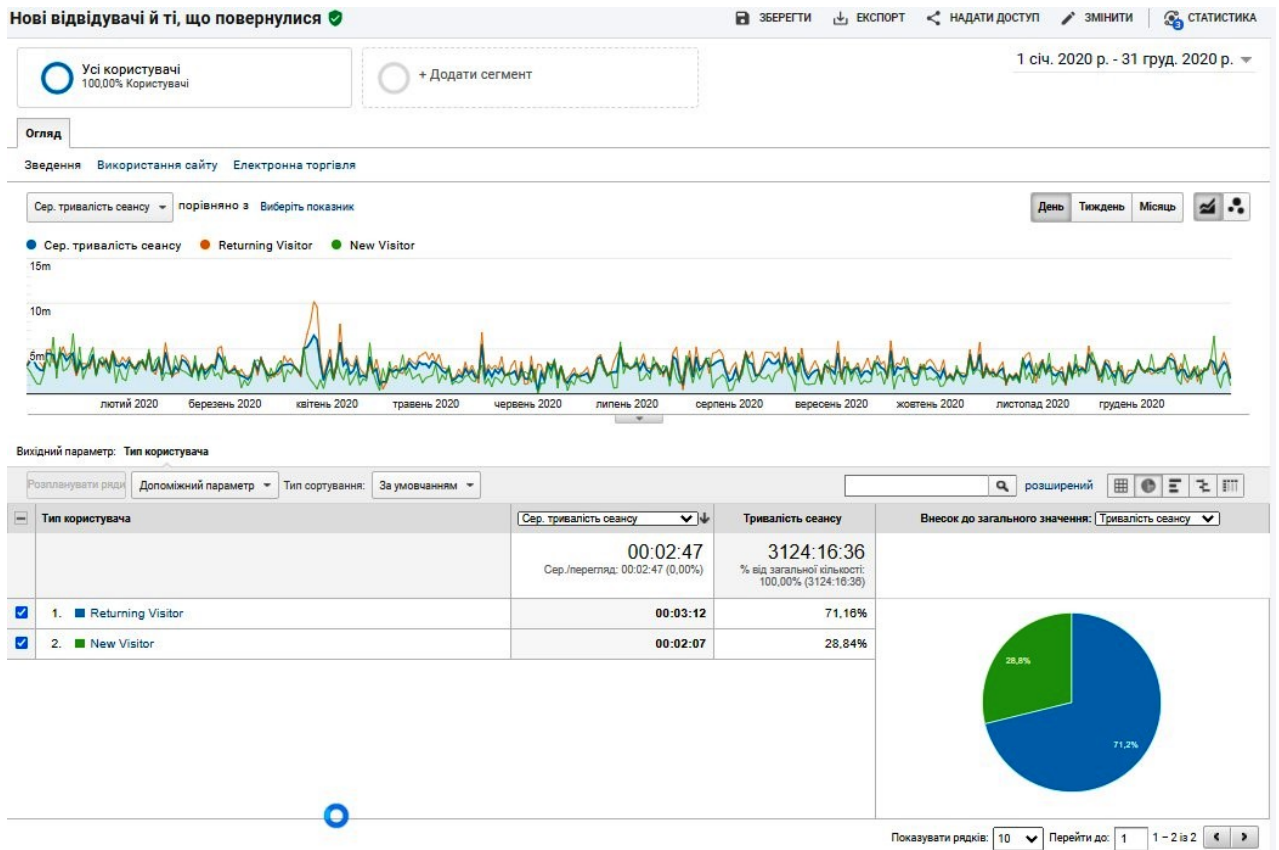 Нові відвідувачі й ті, що повернулися
ЗБЕРЕГТИ ЕКСПОРТ НАДАТИ ДОСТУП ЗМІНИТИ 3 СТАТИСТИКА
Усі користувачі
100,00% Користувачі
+ Додати сегмент
1 січ. 2020 р. - 31 груд. 2020 р.
Огляд
Зведення Використання сайту Електронна торгівля
Сер. тривалість сеансу порівняно з Виберіть показник
День Тиждень Місяць
Сер. тривалість сеансу Returning Visitor New Visitor
15m
10m
5m
лютий 2020 березень 2020 квітень 2020 травень 2020 червень 2020 липень 2020 серпень 2020 вересень 2020 жовтень 2020 листопад 2020 грудень 2020
Вихідний параметр: Тип користувача
Розпланувати ряди Допоміжний параметр Тип сортування: За умовчанням розширений
Тип користувача Сер. тривалість сеансу Тривалість сеансу Внесок до загального значення: Тривалість сеансу
00:02:47 3124:16:36
Сер./перегляд: 00:02:47 (0,00%) % від загальної кількості:
100,00% (3124:16:36)
1. Returning Visitor 00:03:12 71,16%
2. New Visitor 00:02:07 28,84%
28,8%
71,2%
Показувати рядків: 10 Перейти до: 1 1 – 2 із 2